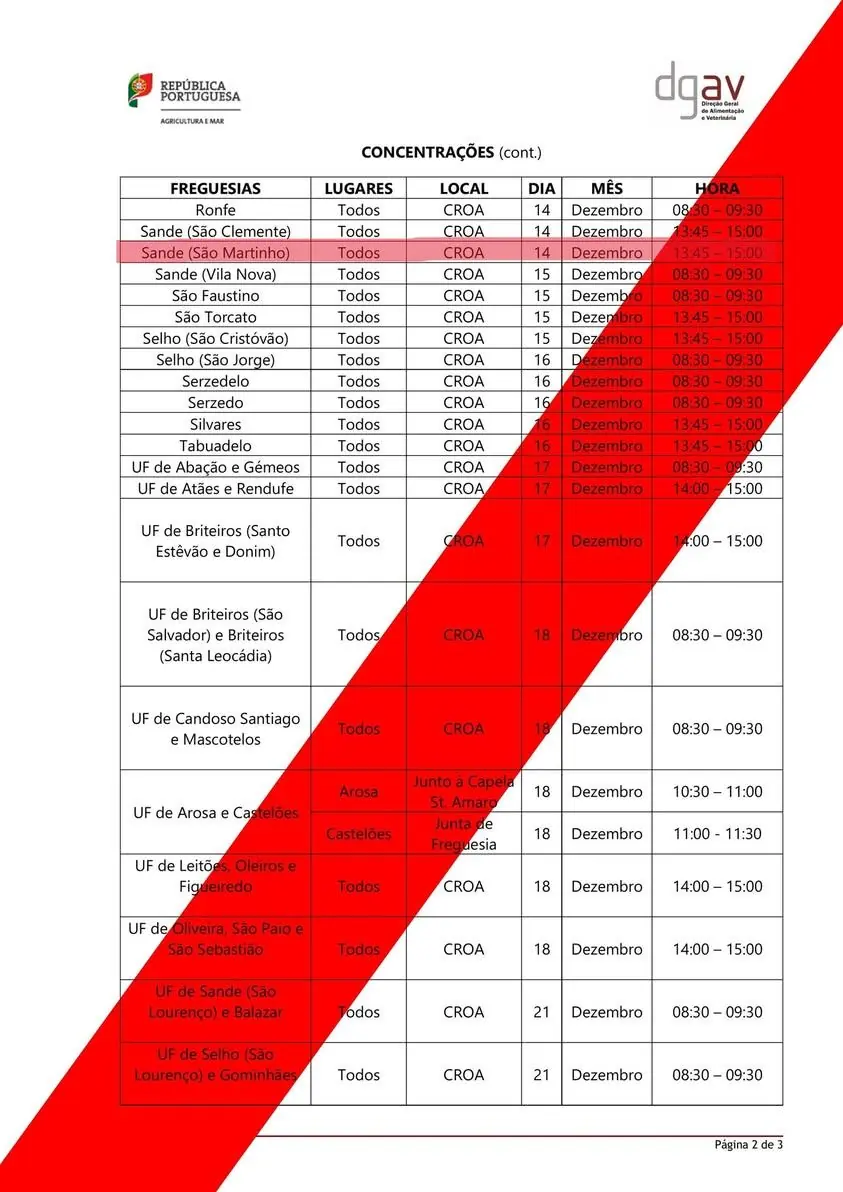 REPÚBLICA
PORTUGUESA
AGRICULTURA E MAR
dgav
Direção Geral
de Alimentação
e Veterinária
CONCENTRAÇÕES (cont.)
FREGUESIAS LUGARES LOCAL DIA MÊS HORA
Ronfe Todos CROA 14 Dezembro 08:30 – 09:30
Sande (São Clemente) Todos CROA 14 Dezembro 13:45 – 15:00
Sande (São Martinho) Todos CROA 14 Dezembro 13:45 – 15:00
Sande (Vila Nova) Todos CROA 15 Dezembro 08:30 – 09:30
São Faustino Todos CROA 15 Dezembro 08:30 – 09:30
São Torcato Todos CROA 15 Dezembro 13:45 – 15:00
Selho (São Cristóvão) Todos CROA 15 Dezembro 13:45 – 15:00
Selho (São Jorge) Todos CROA 16 Dezembro 08:30 – 09:30
Serzedelo Todos CROA 16 Dezembro 08:30 – 09:30
Serzedo Todos CROA 16 Dezembro 08:30 – 09:30
Silvares Todos CROA 16 Dezembro 13:45 – 15:00
Tabuadelo Todos CROA 16 Dezembro 13:45 – 15:00
UF de Abação e Gémeos Todos CROA 17 Dezembro 08:30 – 09:30
UF de Atães e Rendufe Todos CROA 17 Dezembro 14:00 – 15:00
UF de Briteiros (Santo
Estêvão e Donim) Todos CROA 17 Dezembro 14:00 – 15:00
UF de Briteiros (São
Salvador) e Briteiros Todos CROA 18 Dezembro 08:30 – 09:30
(Santa Leocádia)
UF de Candoso Santiago
e Mascotelos Todos CROA 18 Dezembro 08:30 – 09:30
UF de Arosa e Castelões
Arosa Junto à Capela
St. Amaro 18 Dezembro 10:30 – 11:00
Castelões Junta de
Freguesia 18 Dezembro 11:00 - 11:30
UF de Leitões, Oleiros e
Figueiredo Todos CROA 18 Dezembro 14:00 – 15:00
UF de Oliveira, São Paio e
São Sebastião Todos CROA 18 Dezembro 14:00 – 15:00
UF de Sande (São
Lourenço) e Balazar Todos CROA 21 Dezembro 08:30 – 09:30
UF de Selho (São
Lourenço) e Gominhães Todos CROA 21 Dezembro 08:30 – 09:30
Página 2 de 3